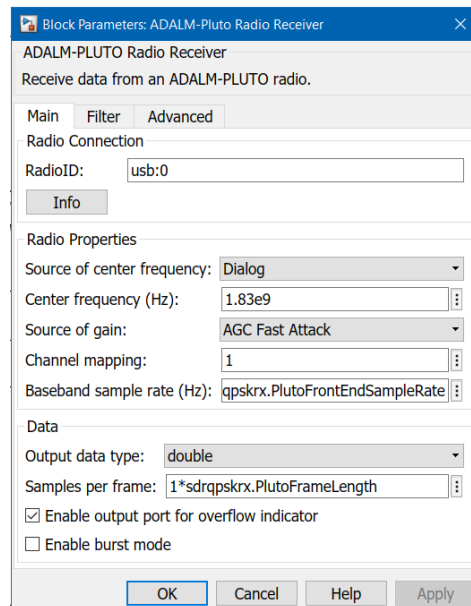 Block Parameters: ADALM-Pluto Radio Receiver
ADALM-PLUTO Radio Receiver
Receive data from an ADALM-PLUTO radio.
Main Filter Advanced
Radio Connection
RadioID: usb:0
Info
Radio Properties
Source of center frequency: Dialog
Center frequency (Hz): 1.83e9
Source of gain: AGC Fast Attack
Channel mapping: 1
Baseband sample rate (Hz): qpskrx.PlutoFrontEndSampleRate
Data
Output data type: double
Samples per frame: 1*sdrqpskrx.PlutoFrameLength
Enable output port for overflow indicator
Enable burst mode
OK Cancel Help Apply